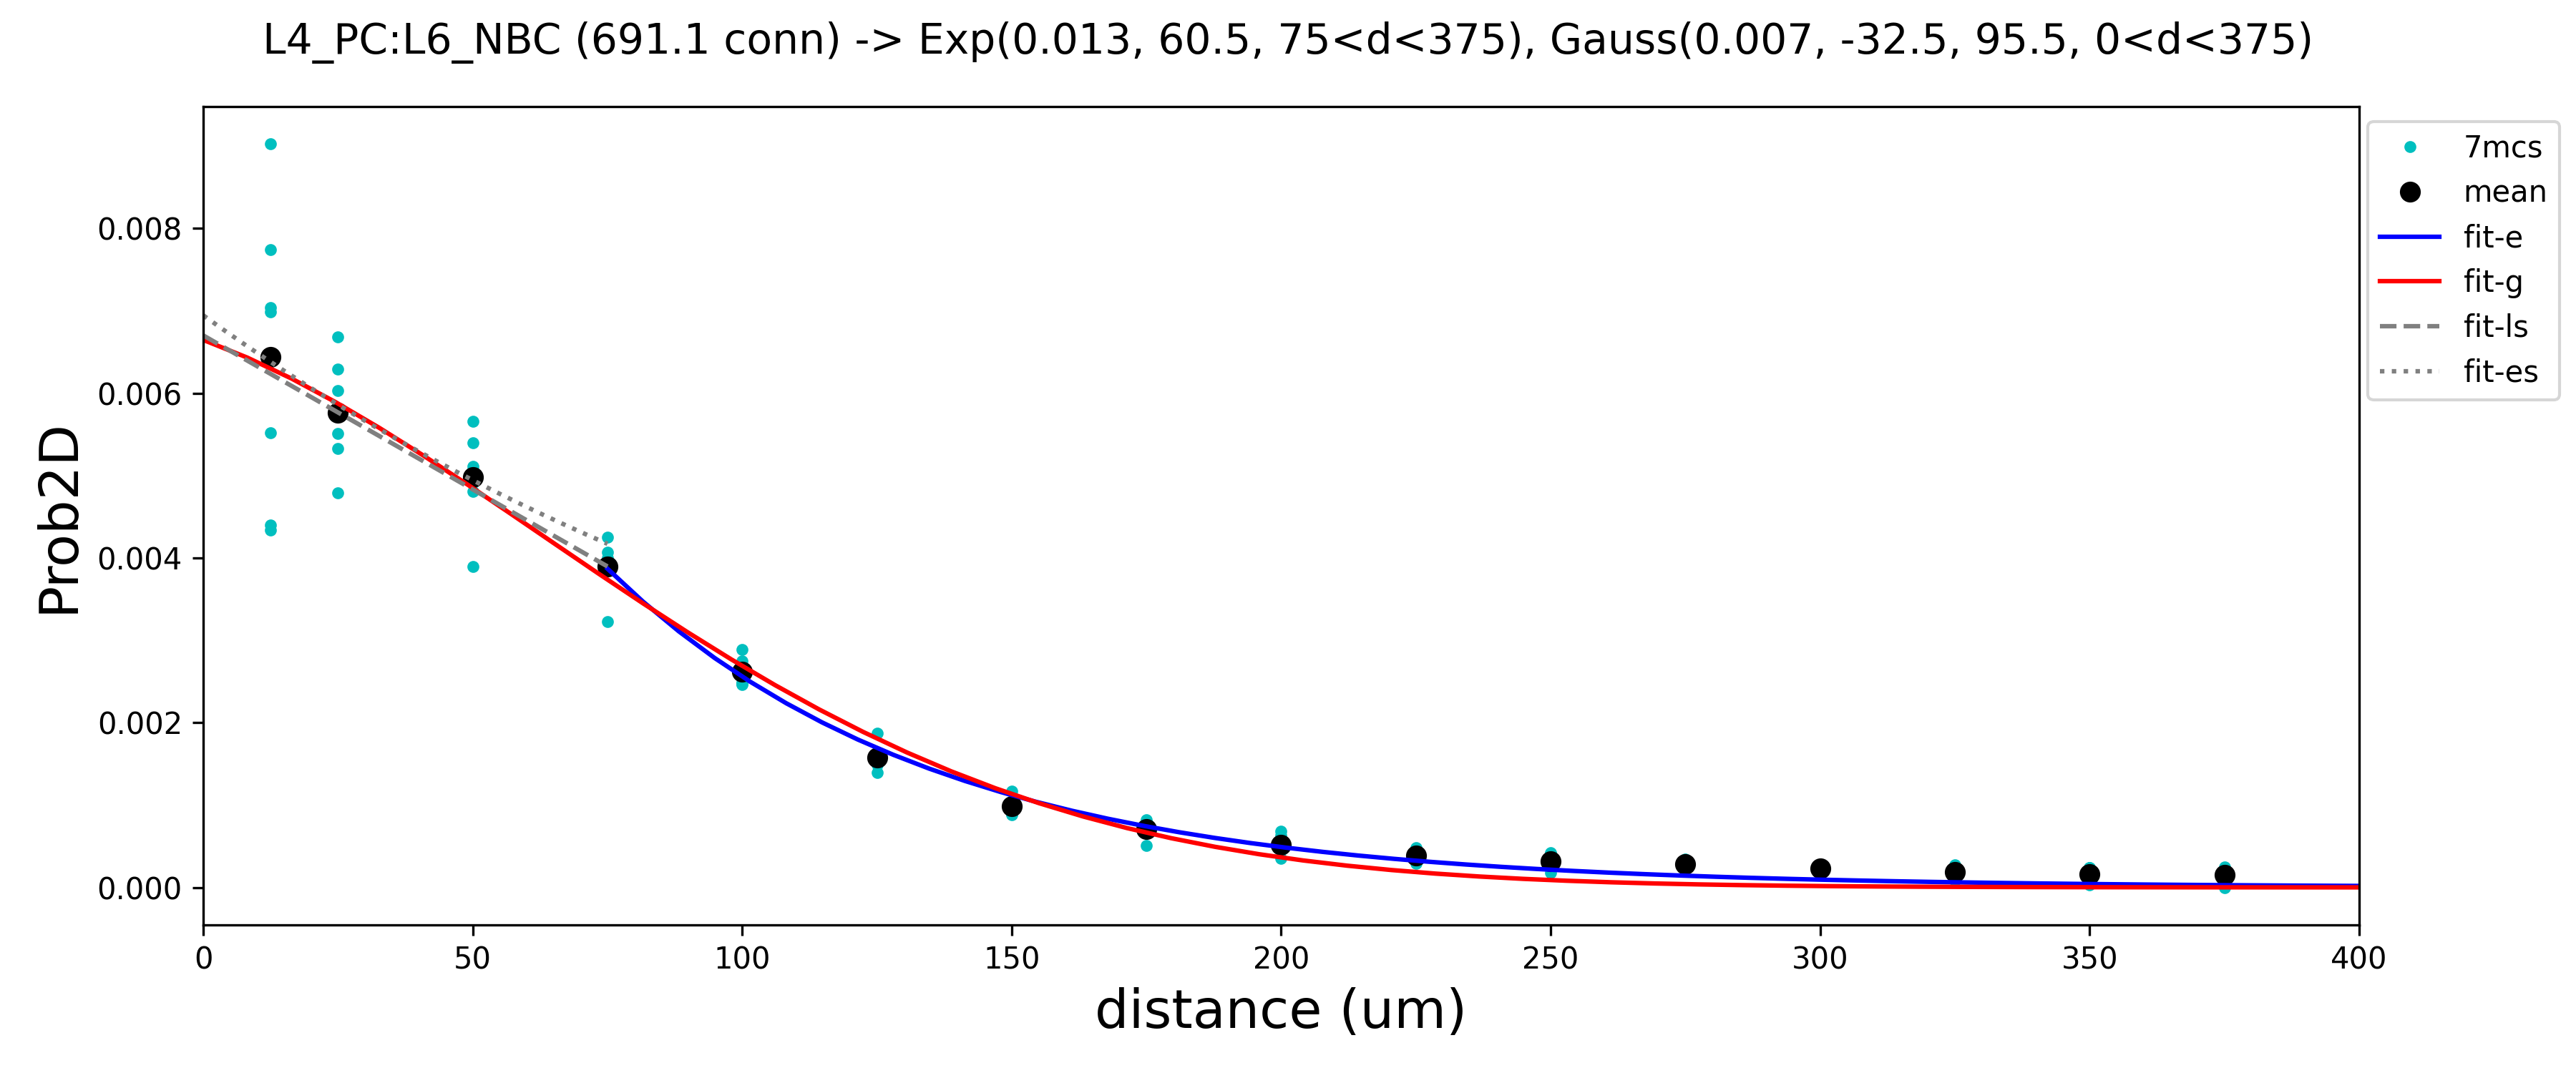 L4_PC:L6_NBC (691.1 conn) -> Exp(0.013, 60.5, 75<d<375), Gauss(0.007, -32.5, 95.5, 0<d<375)
7mcs
mean
fit-e
fit-g
fit-ls
fit-es
Prob2D
0.008
0.006
0.004
0.002
0.000
0 50 100 150 200 250 300 350 400
distance (um)